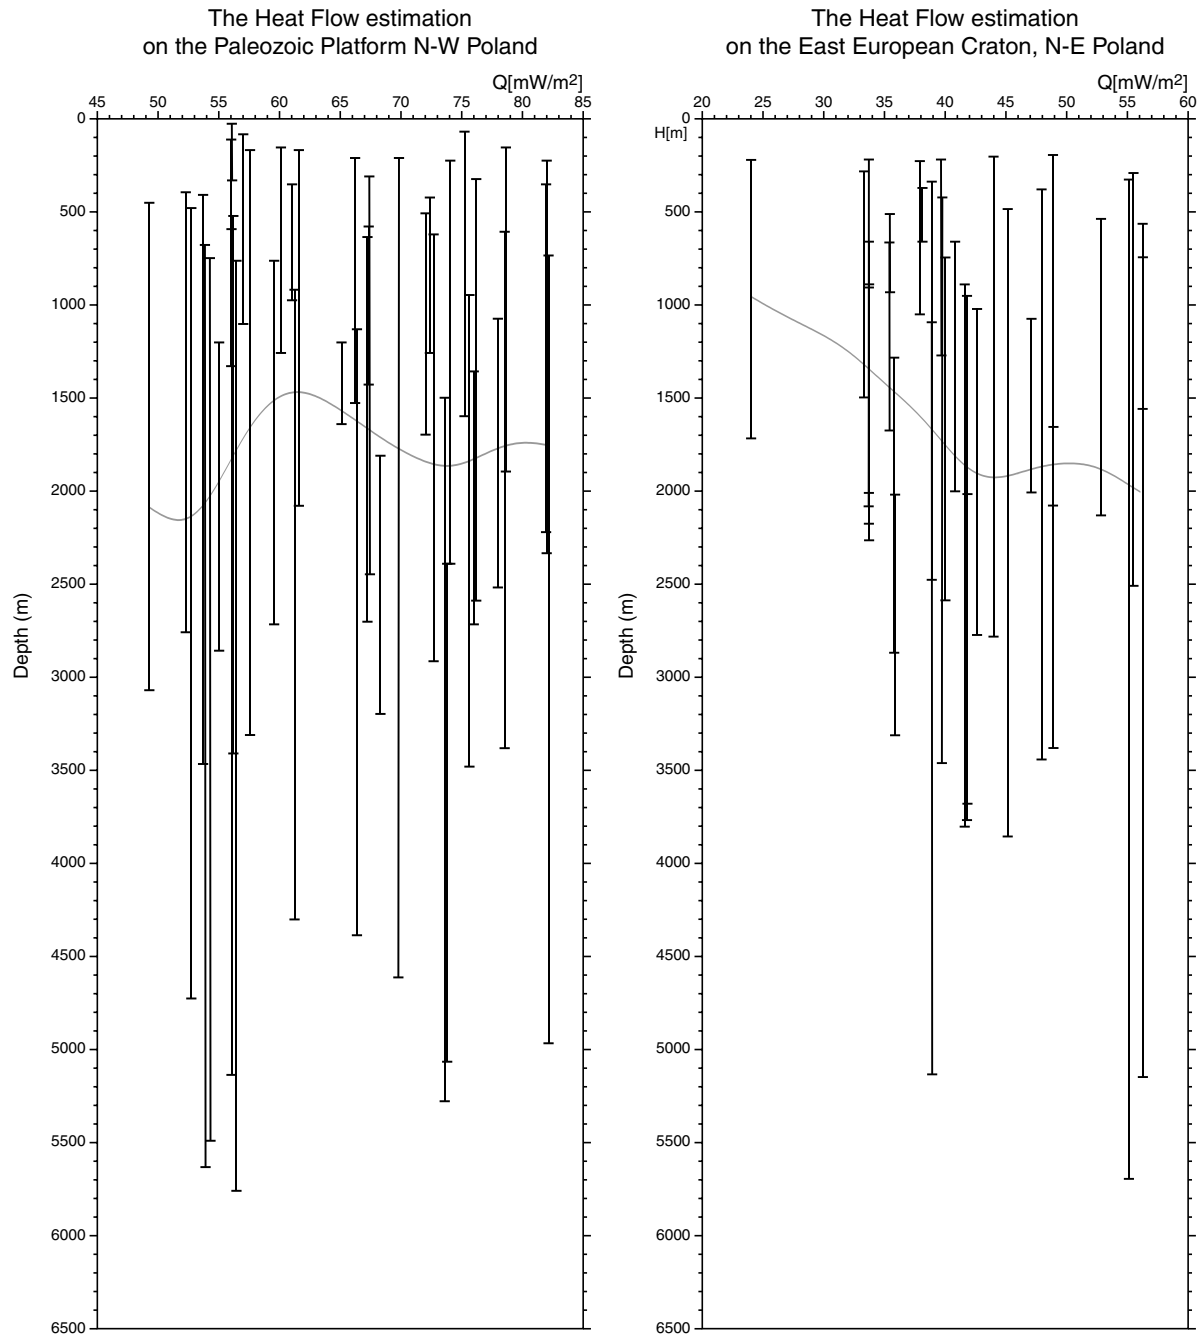 The Heat Flow estimation
on the Paleozoic Platform N-W Poland
Q[mW/m2]
45 50 55 60 65 70 75 80 85
0
500
1000
1500
2000
2500
3000
3500
4000
4500
5000
5500
6000
6500
Depth (m)
The Heat Flow estimation
on the East European Craton, N-E Poland
Q[mW/m2]
20 25 30 35 40 45 50 55 60
0
H[m]
500
1000
1500
2000
2500
3000
3500
4000
4500
5000
5500
6000
6500
Depth (m)